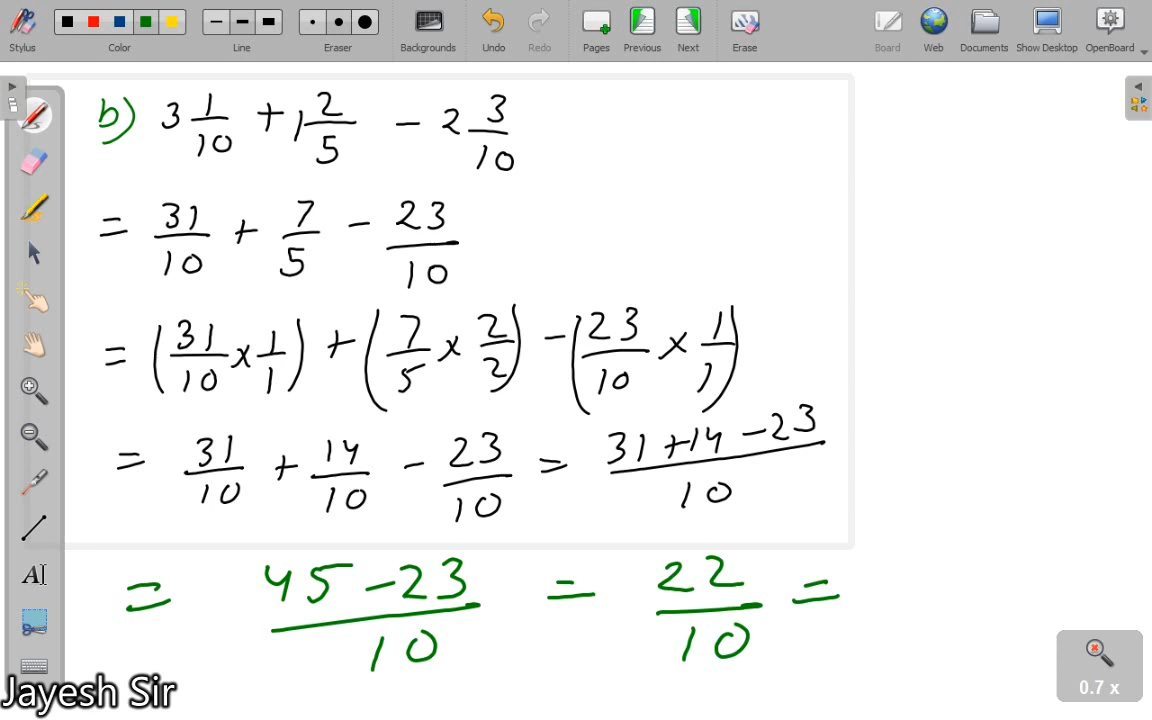 Stylus Color Line Eraser Backgrounds Undo Redo Pages Previous Next Erase Board Web Documents Show Desktop OpenBoard
b) 3 1/10 + 1 2/5 - 2 3/10
= 31/10 + 7/5 - 23/10
= (31/10 × 1/1) + (7/5 × 2/2) - (23/10 × 1/1)
= 31/10 + 14/10 - 23/10 = 31+14-23/10
= 45-23/10 = 22/10 =
AI
Jayesh Sir
0.7 x